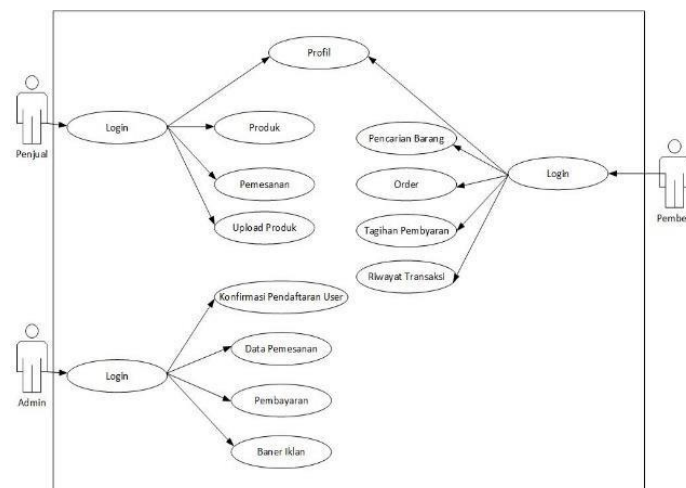 Profil
Penjual
Login
Produk
Pemesanan
Upload Produk
Pencarian Barang
Order
Tagihan Pembyaran
Riwayat Transaksi
Login
Pembe
Konfirmasi Pendaftaran User
Admin
Login
Data Pemesanan
Pembayaran
Baner Iklan